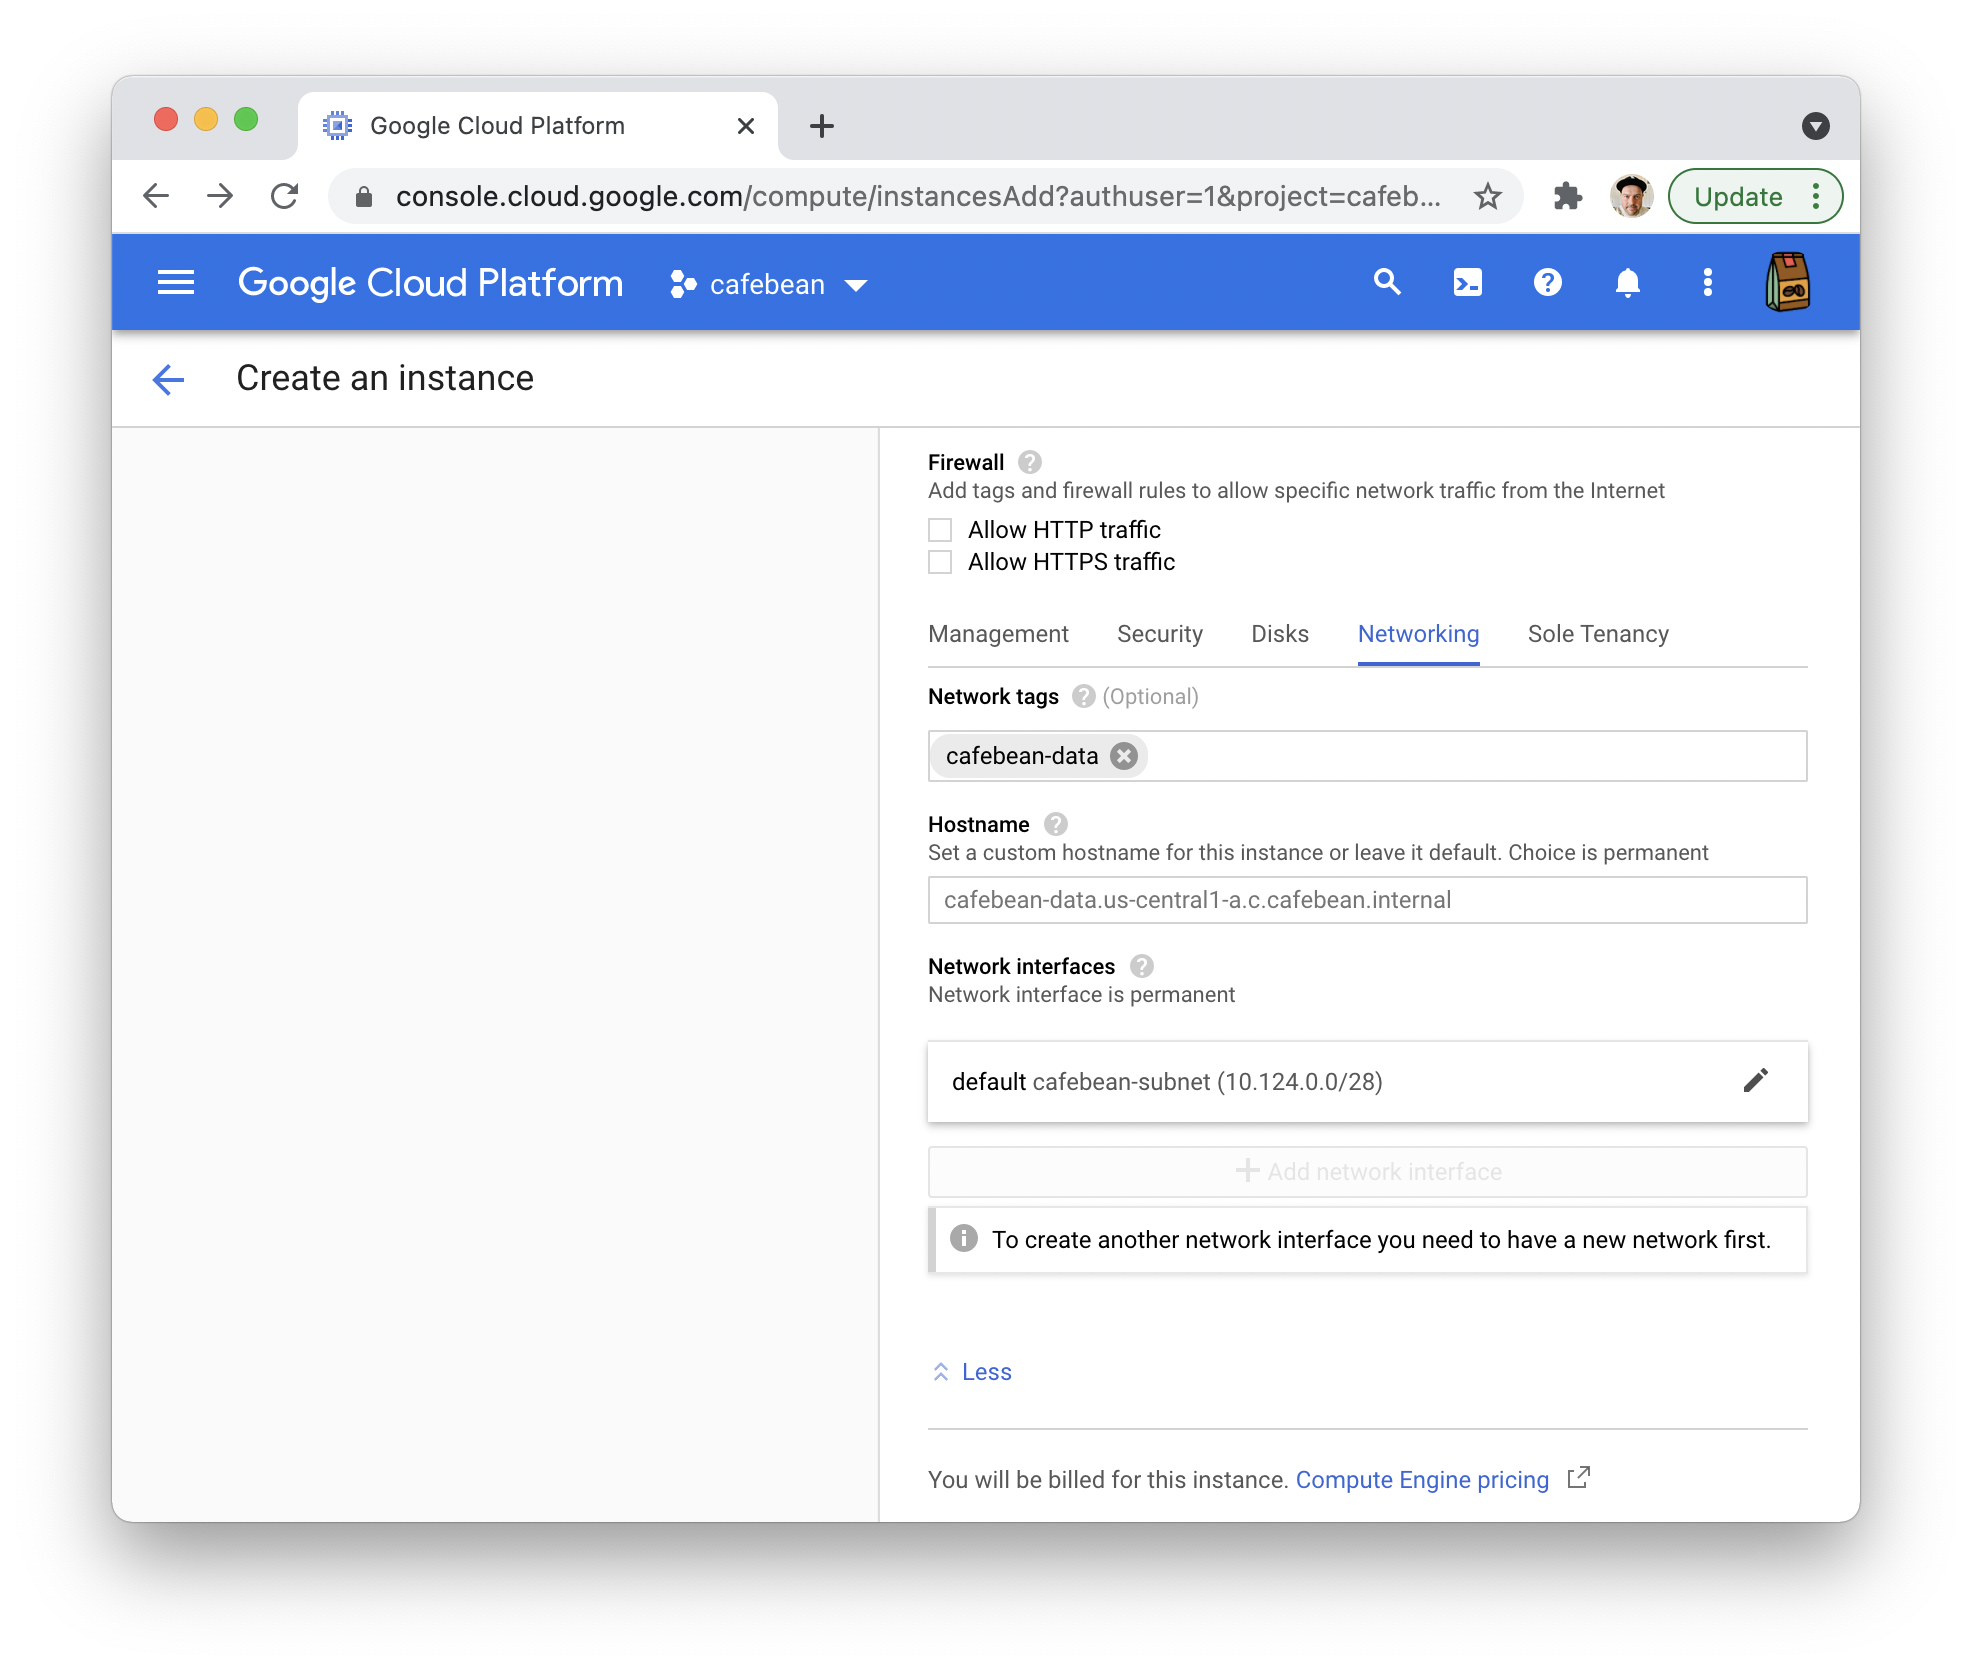 Google Cloud Platform
console.cloud.google.com/compute/instancesAdd?authuser=1&project=cafeb...
Update
Google Cloud Platform
cafebean
Create an instance
Firewall
Add tags and firewall rules to allow specific network traffic from the Internet
Allow HTTP traffic
Allow HTTPS traffic
Management Security Disks Networking Sole Tenancy
Network tags (Optional)
cafebean-data
Hostname
Set a custom hostname for this instance or leave it default. Choice is permanent
cafebean-data.us-central1-a.c.cafebean.internal
Network interfaces
Network interface is permanent
default cafebean-subnet (10.124.0.0/28)
Add network interface
To create another network interface you need to have a new network first.
Less
You will be billed for this instance. Compute Engine pricing